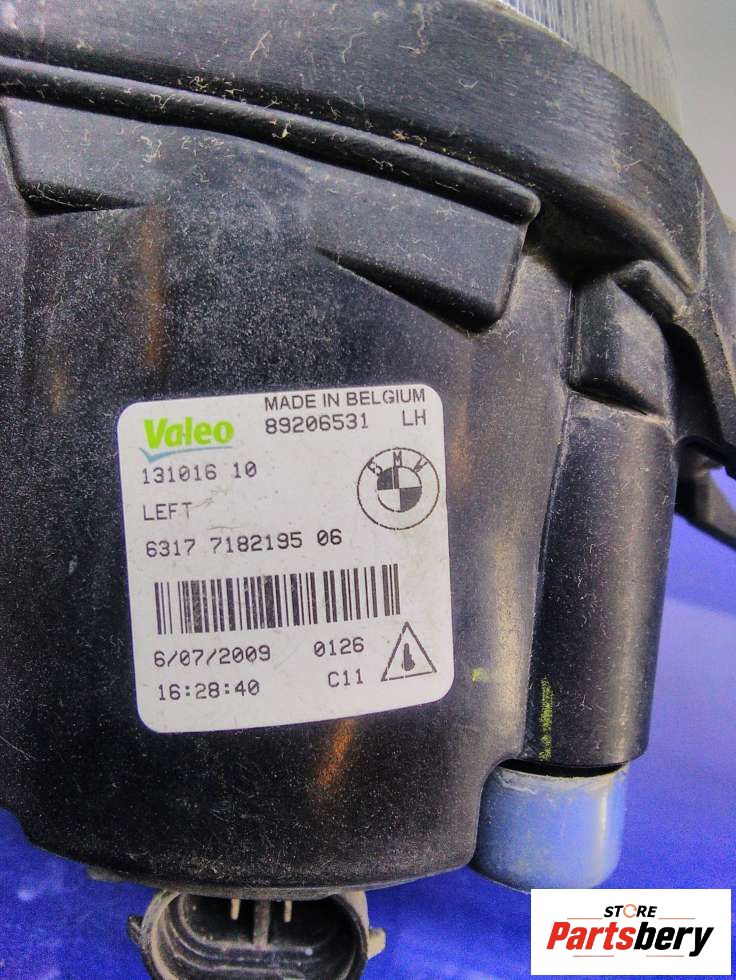 Valeo
MADE IN BELGIUM
89206531 LH
131016 10
BMW
LEFT
6317 7182195 06
6/07/2009 0126
16:28:40 C11
STORE
Partsbery